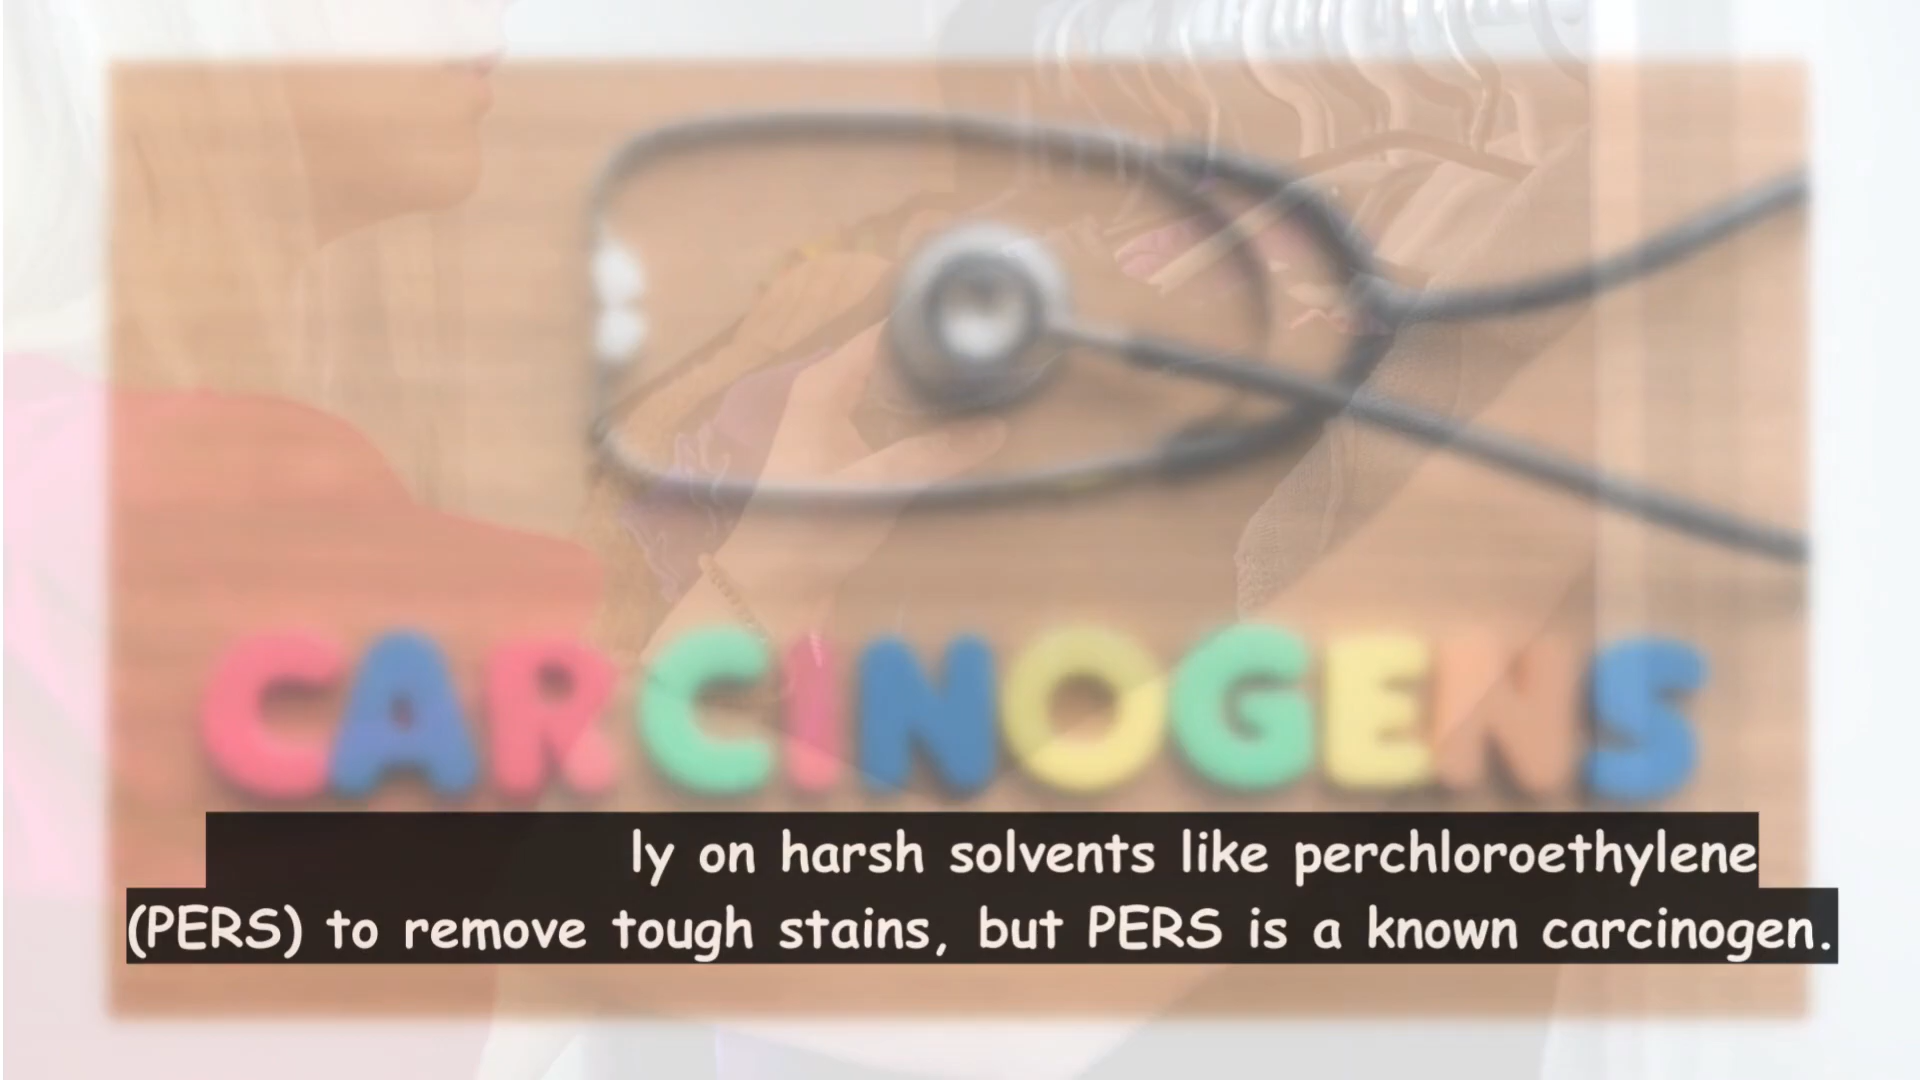 CARCINOGENS
ly on harsh solvents like perchloroethylene
(PERS) to remove tough stains, but PERS is a known carcinogen.